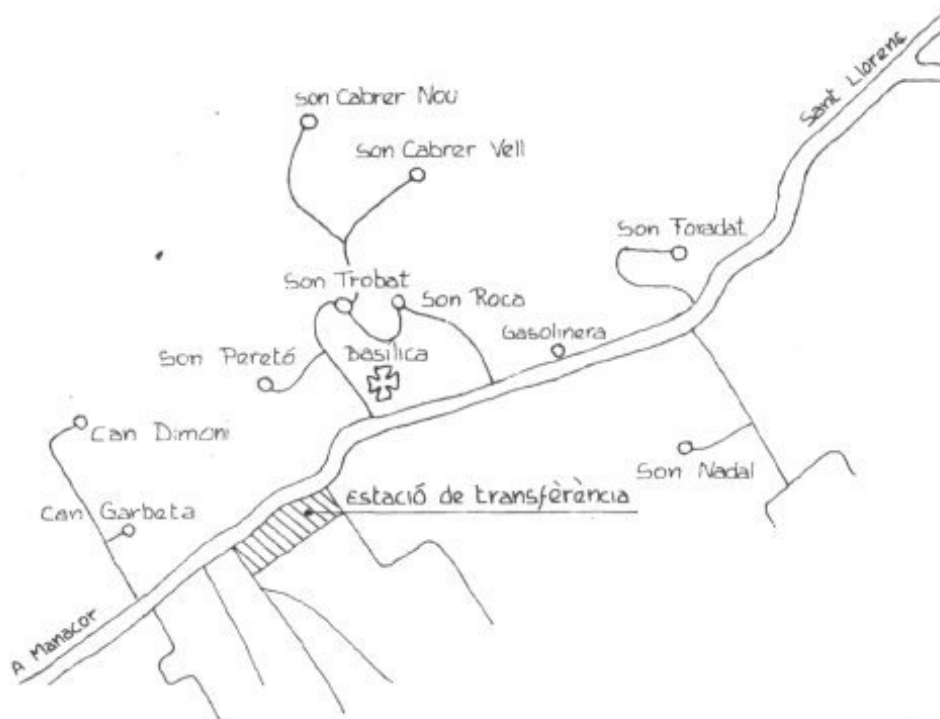 Son Cabrer Nou
Son Cabrer Vell
Sant Llorenç
Son Foradat
Son Trobat
Son Roca
Gasolinera
Son Peretó
Basílica
Can Dimoni
Son Nadal
Estació de transfèrència
Can Garbeta
A Manacor